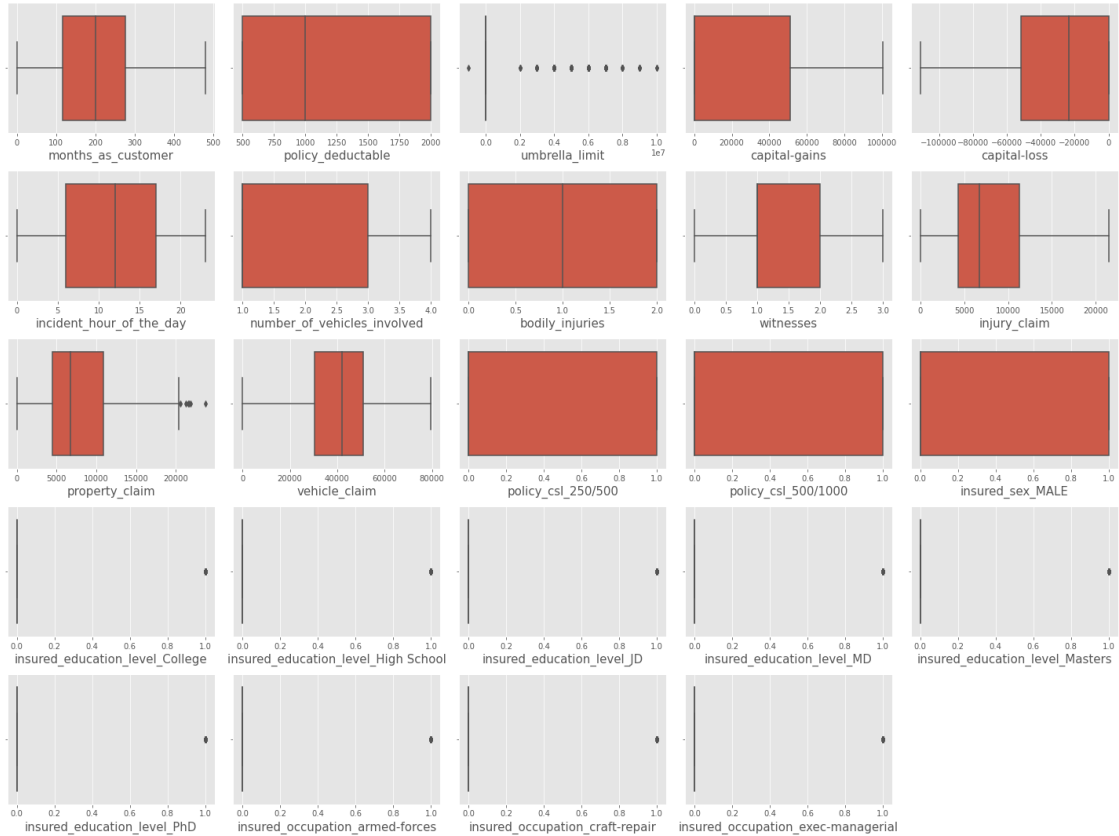 0 100 200 300 400 500
months_as_customer
500 750 1000 1250 1500 1750 2000
policy_deductable
0.0 0.2 0.4 0.6 0.8 1.0
1e7
umbrella_limit
0 20000 40000 60000 80000 100000
capital-gains
−100000 −80000 −60000 −40000 −20000 0
capital-loss
0 5 10 15 20
incident_hour_of_the_day
1.0 1.5 2.0 2.5 3.0 3.5 4.0
number_of_vehicles_involved
0.0 0.5 1.0 1.5 2.0
bodily_injuries
0.0 0.5 1.0 1.5 2.0 2.5 3.0
witnesses
0 5000 10000 15000 20000
injury_claim
0 5000 10000 15000 20000
property_claim
0 20000 40000 60000 80000
vehicle_claim
0.0 0.2 0.4 0.6 0.8 1.0
policy_csl_250/500
0.0 0.2 0.4 0.6 0.8 1.0
policy_csl_500/1000
0.0 0.2 0.4 0.6 0.8 1.0
insured_sex_MALE
0.0 0.2 0.4 0.6 0.8 1.0
insured_education_level_College
0.0 0.2 0.4 0.6 0.8 1.0
insured_education_level_High School
0.0 0.2 0.4 0.6 0.8 1.0
insured_education_level_JD
0.0 0.2 0.4 0.6 0.8 1.0
insured_education_level_MD
0.0 0.2 0.4 0.6 0.8 1.0
insured_education_level_Masters
0.0 0.2 0.4 0.6 0.8 1.0
insured_education_level_PhD
0.0 0.2 0.4 0.6 0.8 1.0
insured_occupation_armed-forces
0.0 0.2 0.4 0.6 0.8 1.0
insured_occupation_craft-repair
0.0 0.2 0.4 0.6 0.8 1.0
insured_occupation_exec-managerial